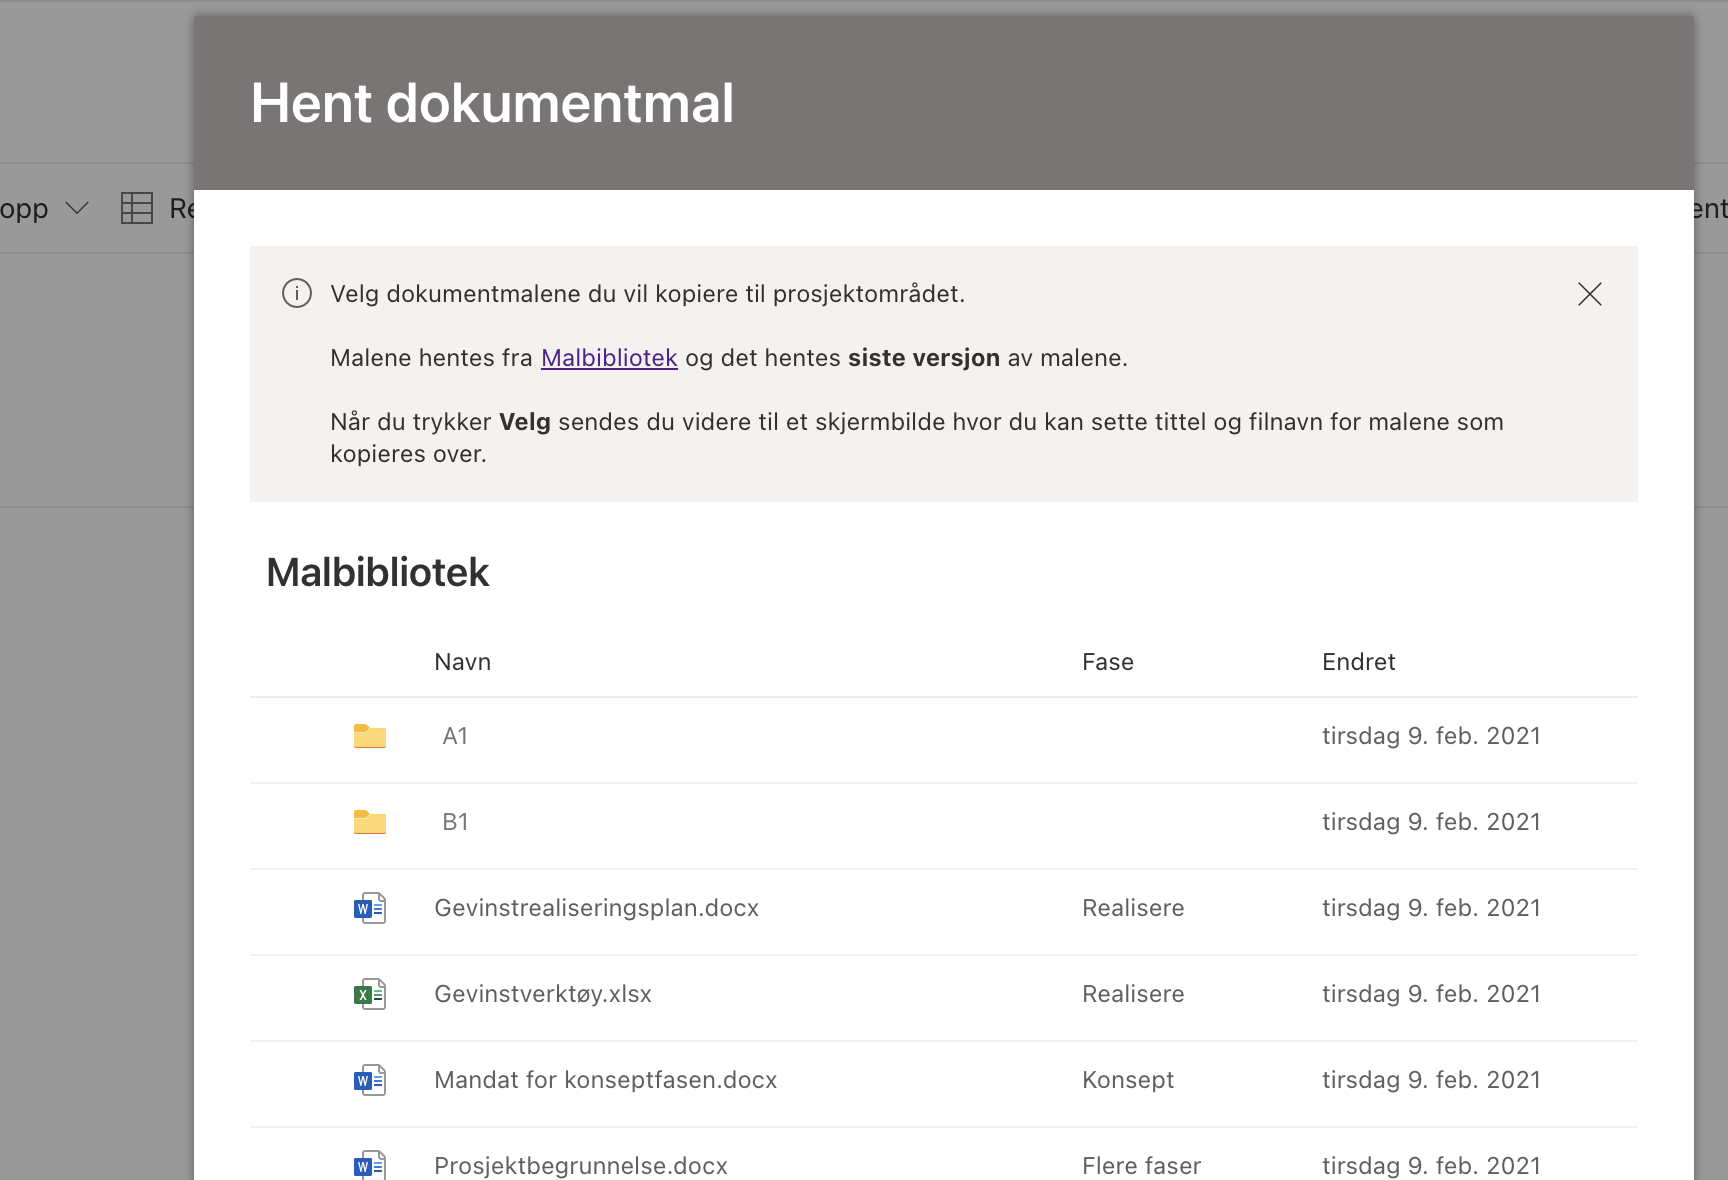 Hent dokumentmal
opp
Velg dokumentmalene du vil kopiere til prosjektområdet.
Malene hentes fra Malbibliotek og det hentes siste versjon av malene.
Når du trykker Velg sendes du videre til et skjermbilde hvor du kan sette tittel og filnavn for malene som
kopieres over.
Malbibliotek
Navn Fase Endret
A1 tirsdag 9. feb. 2021
B1 tirsdag 9. feb. 2021
Gevinstrealiseringsplan.docx Realisere tirsdag 9. feb. 2021
Gevinstverktøy.xlsx Realisere tirsdag 9. feb. 2021
Mandat for konseptfasen.docx Konsept tirsdag 9. feb. 2021
Prosjektbegrunnelse.docx Flere faser tirsdag 9. feb. 2021